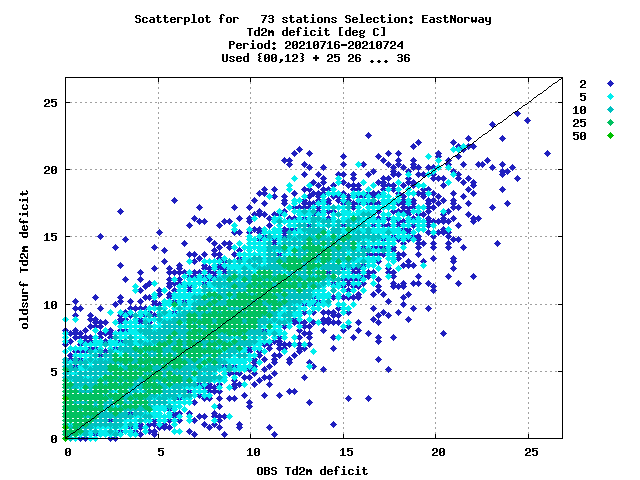 Scatterplot for   73 stations Selection: EastNorway
Td2m deficit [deg C]
Period: 20210716-20210724
Used {00,12} + 25 26 ... 36
2
5
10
25
50
25
20
15
10
5
0
oldsurf Td2m deficit
0 5 10 15 20 25
OBS Td2m deficit